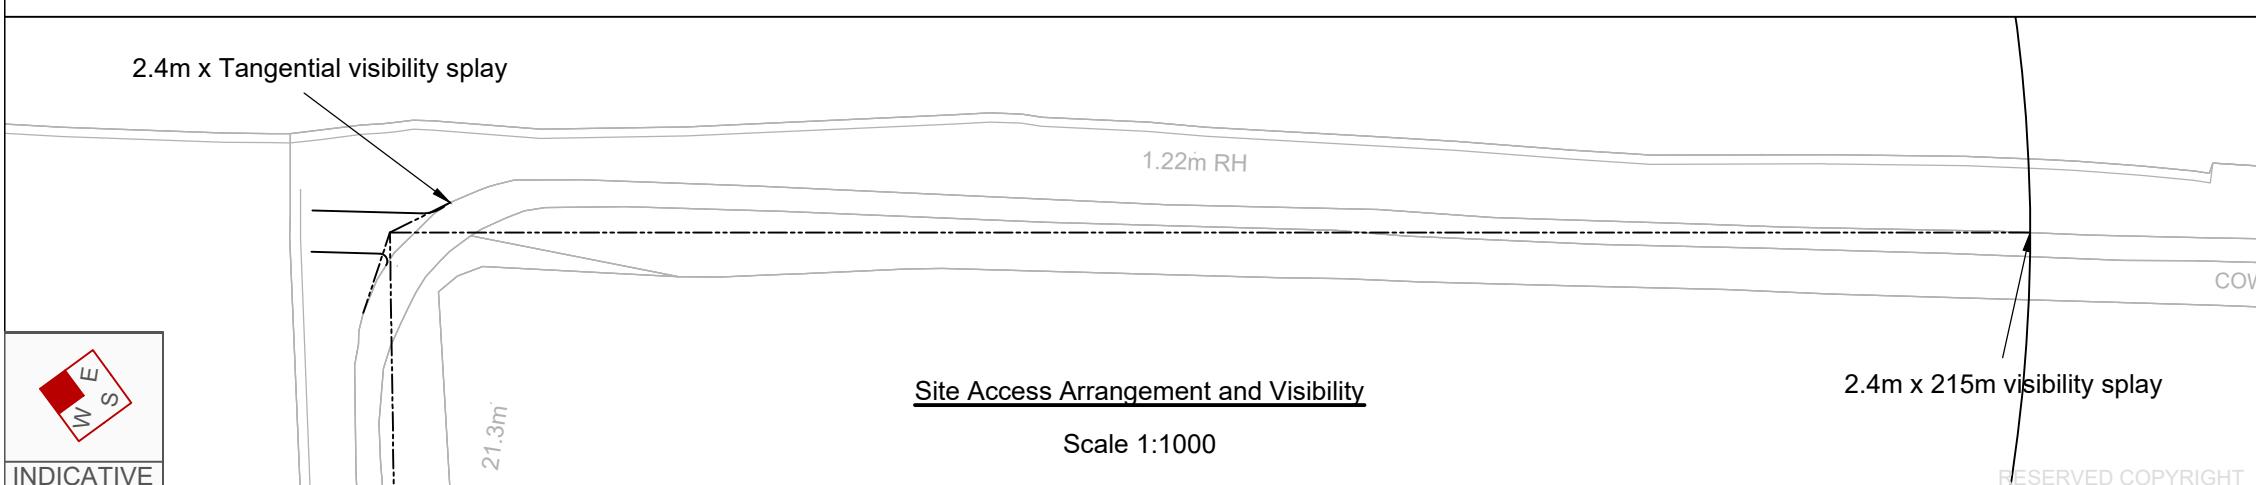 2.4m x Tangential visibility splay
1.22m RH
COW
2.4m x 215m visibility splay
Site Access Arrangement and Visibility
Scale 1:1000
21.3m
E
S
W
INDICATIVE
RESERVED COPYRIGHT